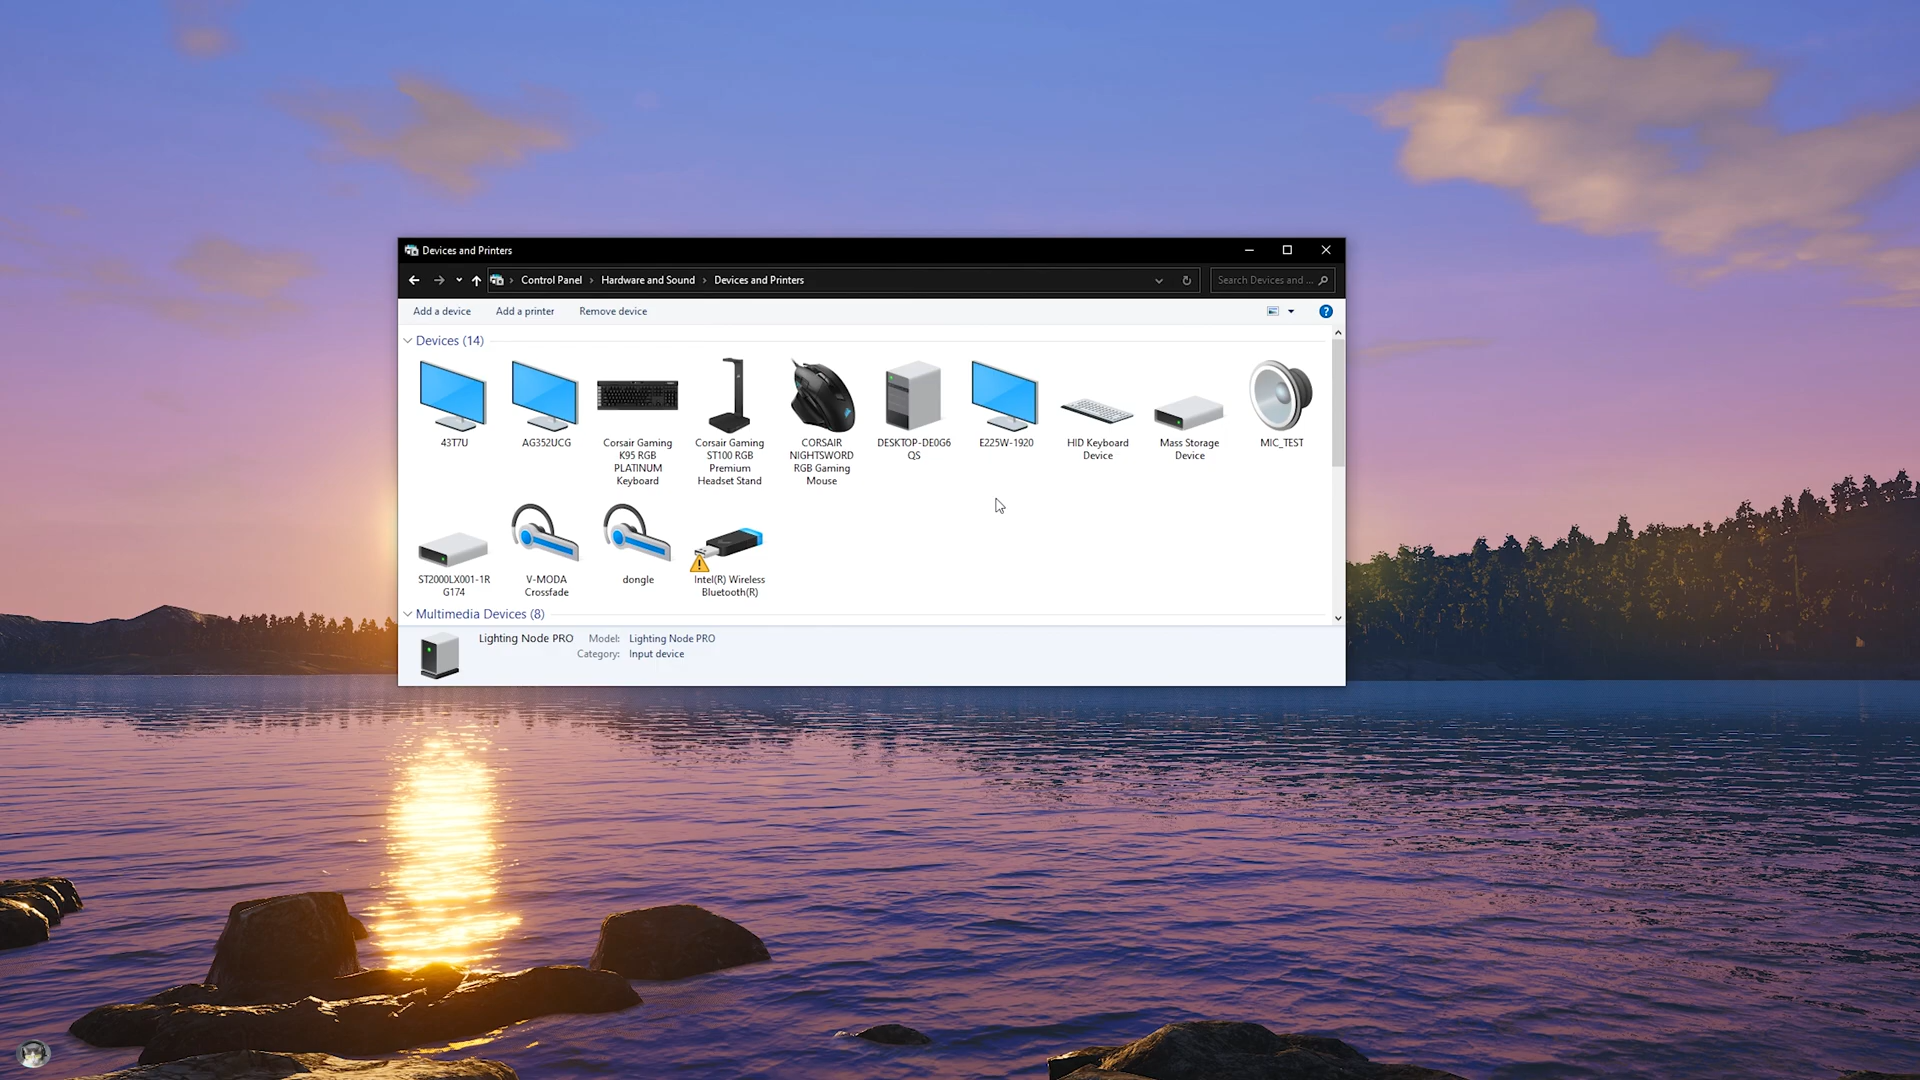 Devices and Printers
Control Panel › Hardware and Sound › Devices and Printers
Search Devices and ...
Add a device Add a printer Remove device
?
Devices (14)
43T7U
AG352UCG
Corsair Gaming
K95 RGB
PLATINUM
Keyboard
Corsair Gaming
ST100 RGB
Premium
Headset Stand
CORSAIR
NIGHTSWORD
RGB Gaming
Mouse
DESKTOP-DE0G6
QS
E225W-1920
HID Keyboard
Device
Mass Storage
Device
MIC_TEST
ST2000LX001-1R
G174
V-MODA
Crossfade
dongle
Intel(R) Wireless
Bluetooth(R)
Multimedia Devices (8)
Lighting Node PRO Model: Lighting Node PRO
Category: Input device